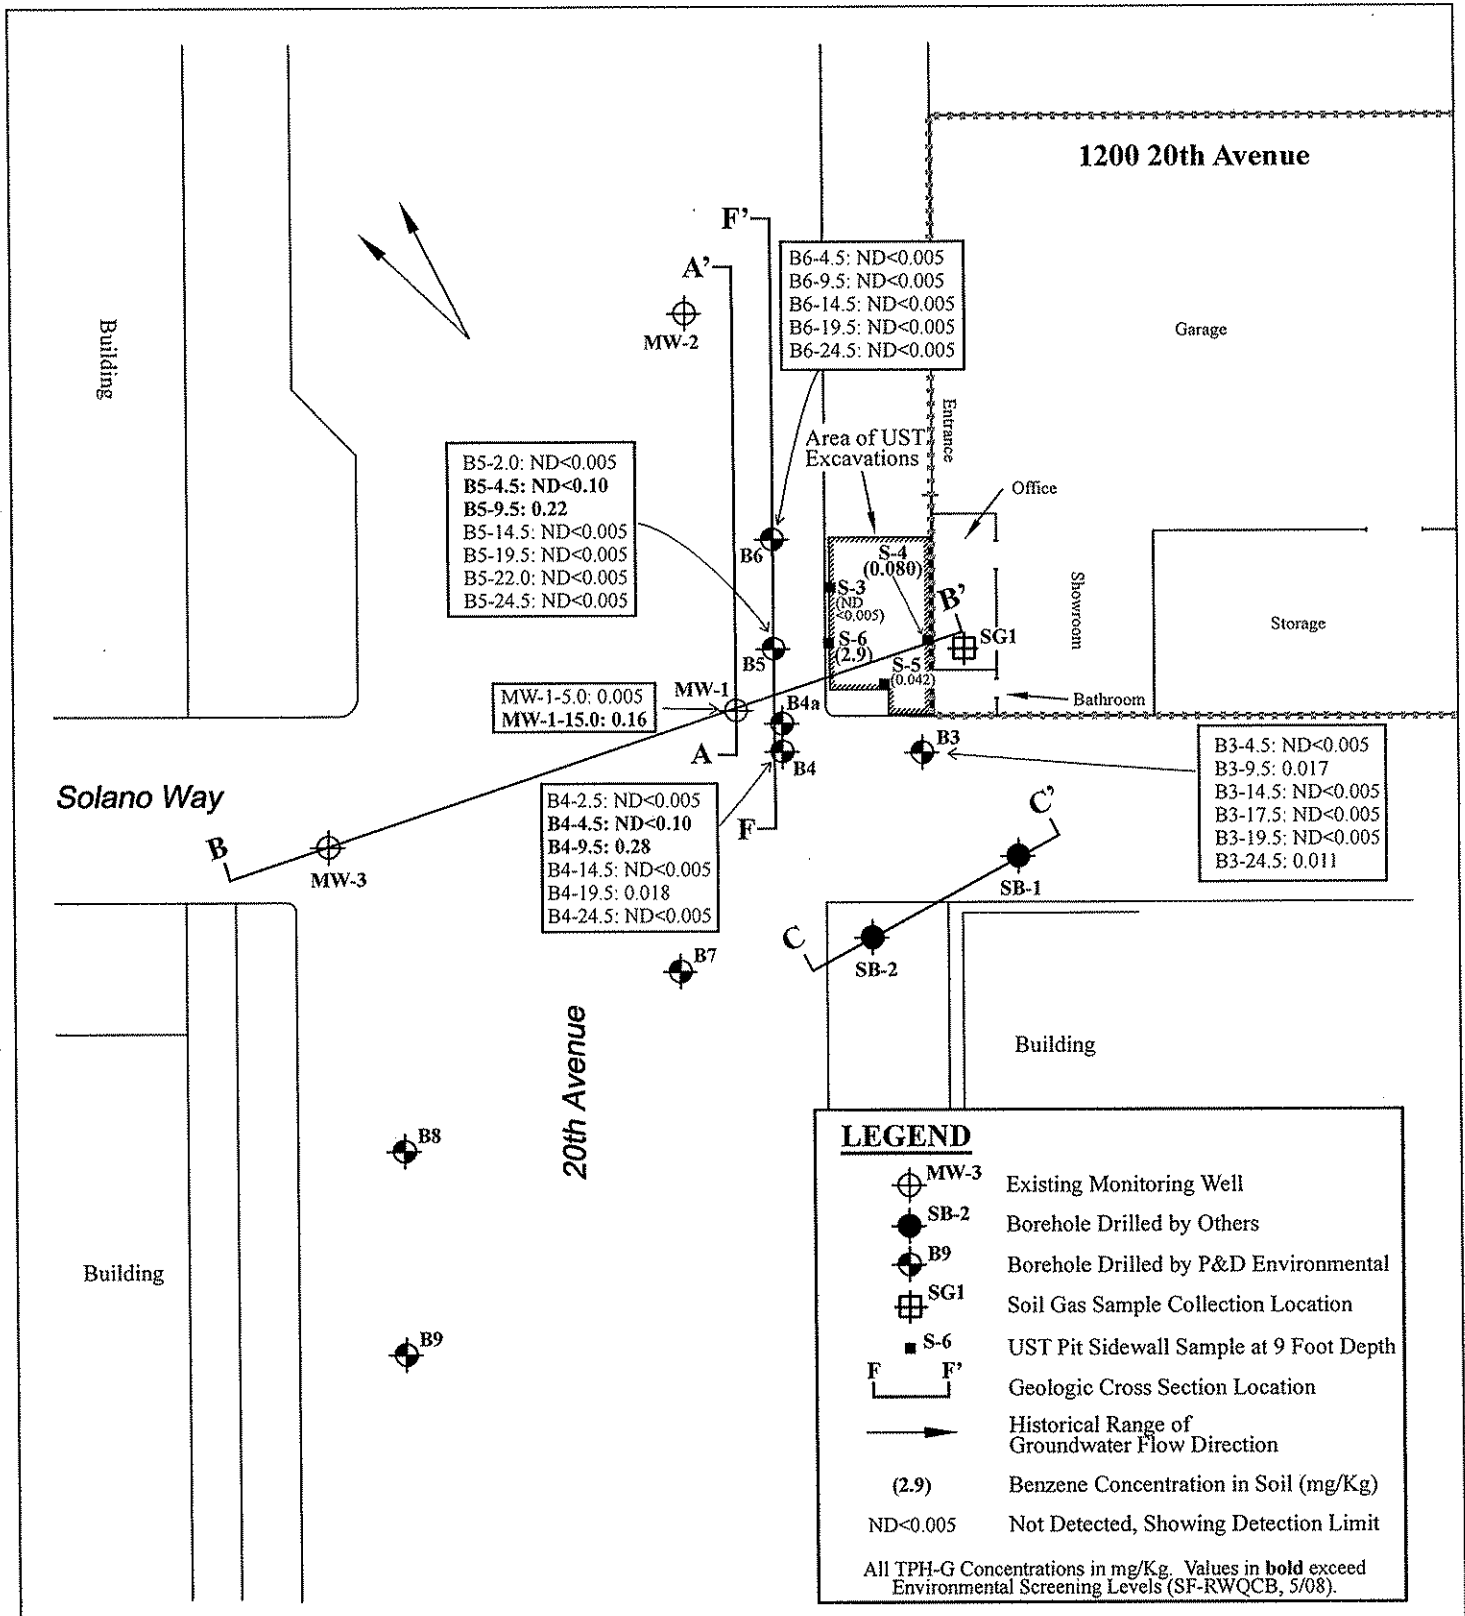 1200 20th Avenue
F'
B6-4.5: ND<0.005
B6-9.5: ND<0.005
B6-14.5: ND<0.005
B6-19.5: ND<0.005
B6-24.5: ND<0.005
A'
MW-2
Building
Garage
Entrance
Area of UST
Excavations
B5-2.0: ND<0.005
B5-4.5: ND<0.10
B5-9.5: 0.22
B5-14.5: ND<0.005
B5-19.5: ND<0.005
B5-22.0: ND<0.005
B5-24.5: ND<0.005
Office
B6
S-4
(0.080)
S-3
(ND
<0.005)
B'
Showroom
Storage
S-6
(2.9)
SG1
B5
S-5
(0.042)
MW-1-5.0: 0.005
MW-1-15.0: 0.16
MW-1
Bathroom
B4a
A
B4
B3
B3-4.5: ND<0.005
B3-9.5: 0.017
B3-14.5: ND<0.005
B3-17.5: ND<0.005
B3-19.5: ND<0.005
B3-24.5: 0.011
Solano Way
B4-2.5: ND<0.005
B4-4.5: ND<0.10
B4-9.5: 0.28
B4-14.5: ND<0.005
B4-19.5: 0.018
B4-24.5: ND<0.005
F
C'
B
MW-3
SB-1
C
SB-2
B7
20th Avenue
Building
B8
Building
B9
LEGEND
MW-3 Existing Monitoring Well
SB-2 Borehole Drilled by Others
B9 Borehole Drilled by P&D Environmental
SG1 Soil Gas Sample Collection Location
S-6 UST Pit Sidewall Sample at 9 Foot Depth
F F' Geologic Cross Section Location
Historical Range of
Groundwater Flow Direction
(2.9) Benzene Concentration in Soil (mg/Kg)
ND<0.005 Not Detected, Showing Detection Limit
All TPH-G Concentrations in mg/Kg. Values in bold exceed
Environmental Screening Levels (SF-RWQCB, 5/08).